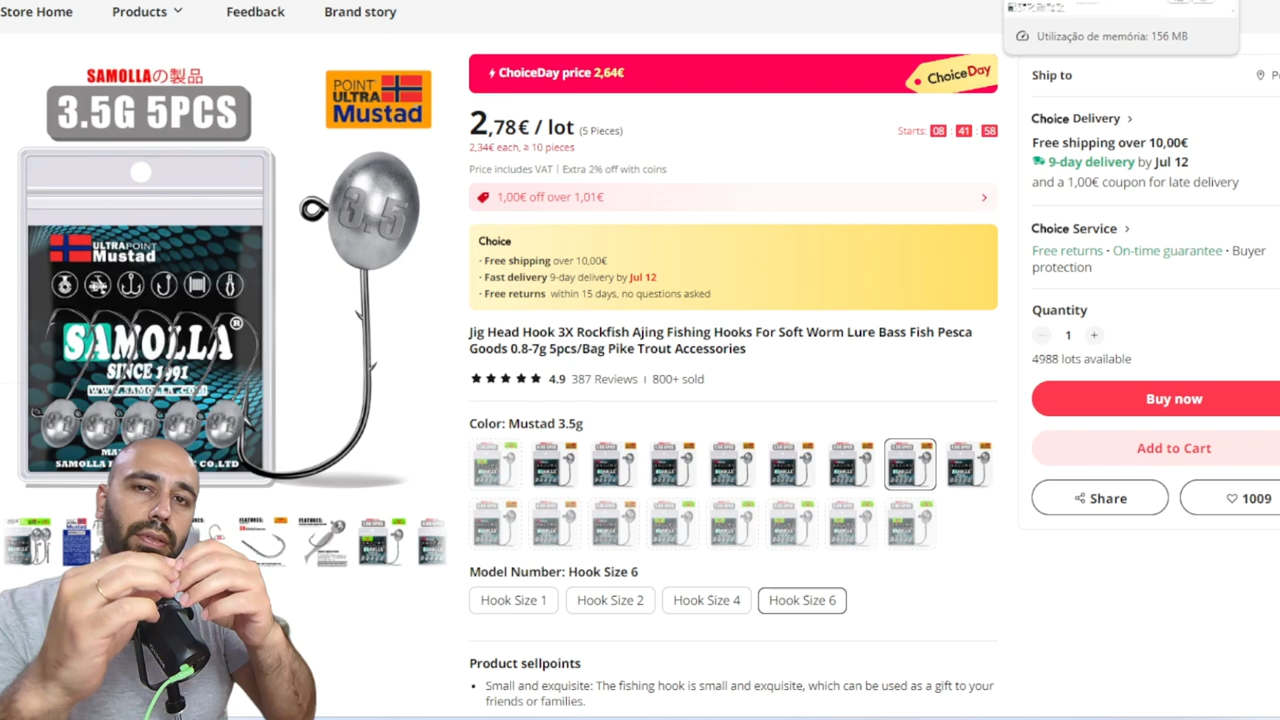 Store Home Products Feedback Brand story
Utilização de memória: 156 MB
SAMOLLAの製品
3.5G 5PCS
POINT
ULTRA
Mustad
3.5
ULTRAPOINT
Mustad
SAMOLLA®
SINCE 1991
WWW.SAMOLLA.COM
ChoiceDay price 2,64€
ChoiceDay
2,78€ / lot (5 Pieces)
Starts: 08 : 41 : 58
2,34€ each, ≥ 10 pieces
Price includes VAT | Extra 2% off with coins
1,00€ off over 1,01€
Choice
· Free shipping over 10,00€
· Fast delivery 9-day delivery by Jul 12
· Free returns within 15 days, no questions asked
Jig Head Hook 3X Rockfish Ajing Fishing Hooks For Soft Worm Lure Bass Fish Pesca
Goods 0.8-7g 5pcs/Bag Pike Trout Accessories
4.9 387 Reviews | 800+ sold
Color: Mustad 3.5g
Model Number: Hook Size 6
Hook Size 1 Hook Size 2 Hook Size 4 Hook Size 6
Product sellpoints
• Small and exquisite: The fishing hook is small and exquisite, which can be used as a gift to your
friends or families.
Ship to
Choice Delivery >
Free shipping over 10,00€
9-day delivery by Jul 12
and a 1,00€ coupon for late delivery
Choice Service >
Free returns · On-time guarantee · Buyer
protection
Quantity
− 1 +
4988 lots available
Buy now
Add to Cart
Share 1009